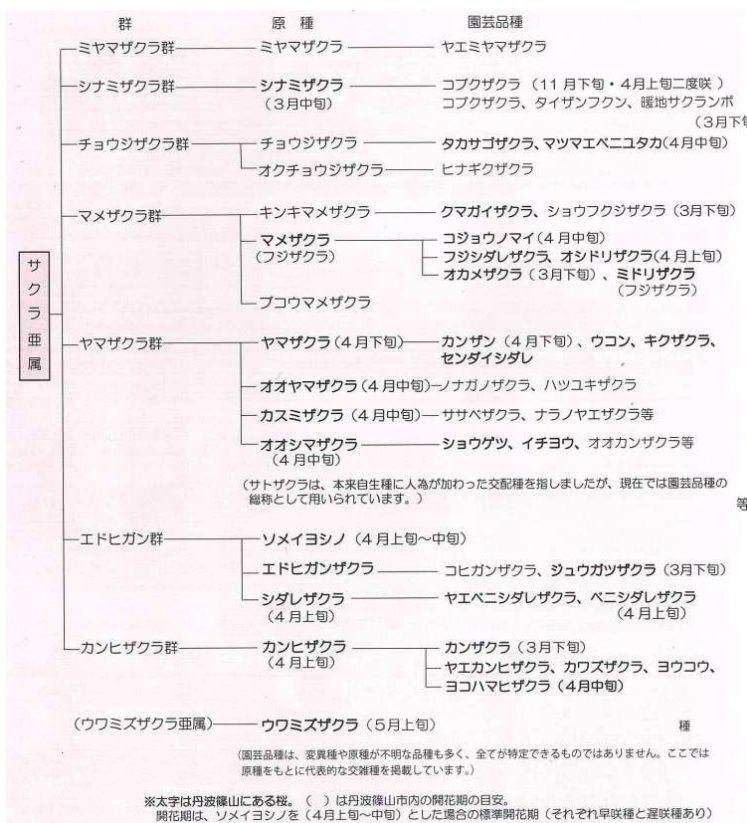 群 原種 園芸品種
ミヤマザクラ群 ミヤマザクラ ヤエミヤマザクラ
シナミザクラ群 シナミザクラ コブクザクラ (11月下旬・4月上旬二度咲)
(3月中旬) コブクザクラ、タイザンフクン、暖地サクランボ
(3月下旬
チョウジザクラ群 チョウジザクラ タカサゴザクラ、マツマエベニユタカ(4月中旬)
オクチョウジザクラ ヒナギクザクラ
マメザクラ群 キンキマメザクラ クマガイザクラ、ショウフクジザクラ(3月下旬)
マメザクラ コジョウノマイ(4月中旬)
(フジザクラ) フジシダレザクラ、オシドリザクラ(4月上旬)
オカメザクラ(3月下旬)、ミドリザクラ
(フジザクラ)
ブコウマメザクラ
サクラ亜属
ヤマザクラ群 ヤマザクラ(4月下旬) カンザン(4月下旬)、ウコン、キクザクラ、
センダイシダレ
オオヤマザクラ(4月中旬) ノナガノザクラ、ハツユキザクラ
カスミザクラ(4月中旬) ササベザクラ、ナラノヤエザクラ等
オオシマザクラ ショウゲツ、イチヨウ、オオカンザクラ等
(4月中旬)
(サトザクラは、本来自生種に人為が加わった交配種を指しましたが、現在では園芸品種の
総称として用いられています。)
等
エドヒガン群 ソメイヨシノ(4月上旬~中旬)
エドヒガンザクラ コヒガンザクラ、ジュウガツザクラ(3月下旬)
シダレザクラ ヤエベニシダレザクラ、ベニシダレザクラ
(4月上旬) (4月上旬)
カンヒザクラ群 カンヒザクラ カンザクラ(3月下旬)
(4月上旬) ヤエカンヒザクラ、カワズザクラ、ヨウコウ、
ヨコハマヒザクラ(4月中旬)
(ウワミズザクラ亜属) ウワミズザクラ(5月上旬) 種
(園芸品種は、変異種や原種が不明な品種も多く、全てが特定できるものではありません。ここでは
原種をもとに代表的な交雑種を掲載しています。)
※太字は丹波篠山にある桜。( )は丹波篠山市内の開花期の目安。
開花期は、ソメイヨシノを(4月上旬~中旬)とした場合の標準開花期(それぞれ早咲種と遅咲種あり)